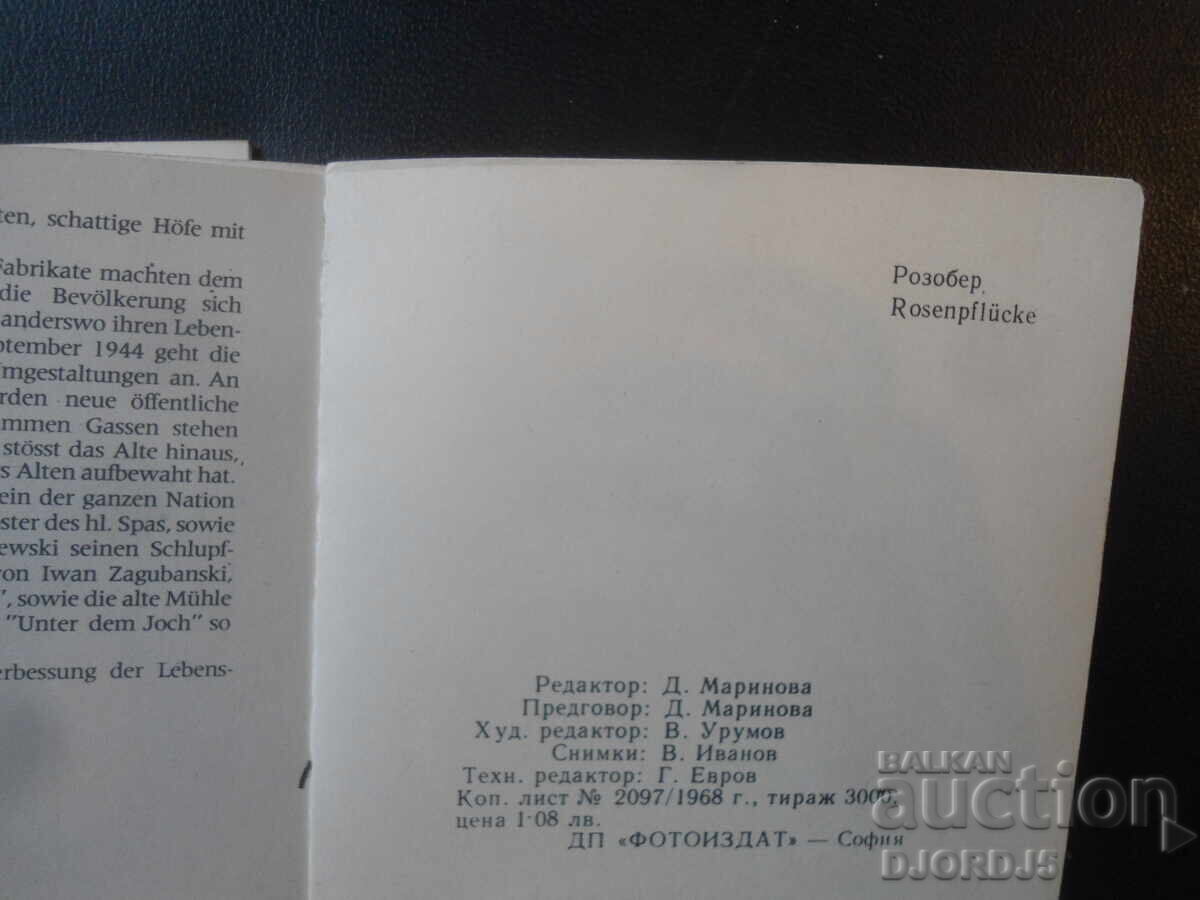 ten, schattige Höfe mit
Fabrikate machten dem
die Bevölkerung sich
anderswo ihren Leben-
ptember 1944 geht die
mgestaltungen an. An
rden neue öffentliche
mmen Gassen stehen
stösst das Alte hinaus,
s Alten aufbewaht hat.
ein der ganzen Nation
ster des hl. Spas, sowie
ewski seinen Schlupf-
von Iwan Zagubanski,
", sowie die alte Mühle
"Unter dem Joch" so
erbessung der Lebens-
Розобер
Rosenpflücke
Редактор: Д. Маринова
Предговор: Д. Маринова
Худ. редактор: В. Урумов
Снимки: В. Иванов
Техн. редактор: Г. Евров
Коп. лист № 2097/1968 г., тираж 3000,
цена 1·08 лв.
ДП «ФОТОИЗДАТ» — София
BALKAN
auction
DJORDJ5